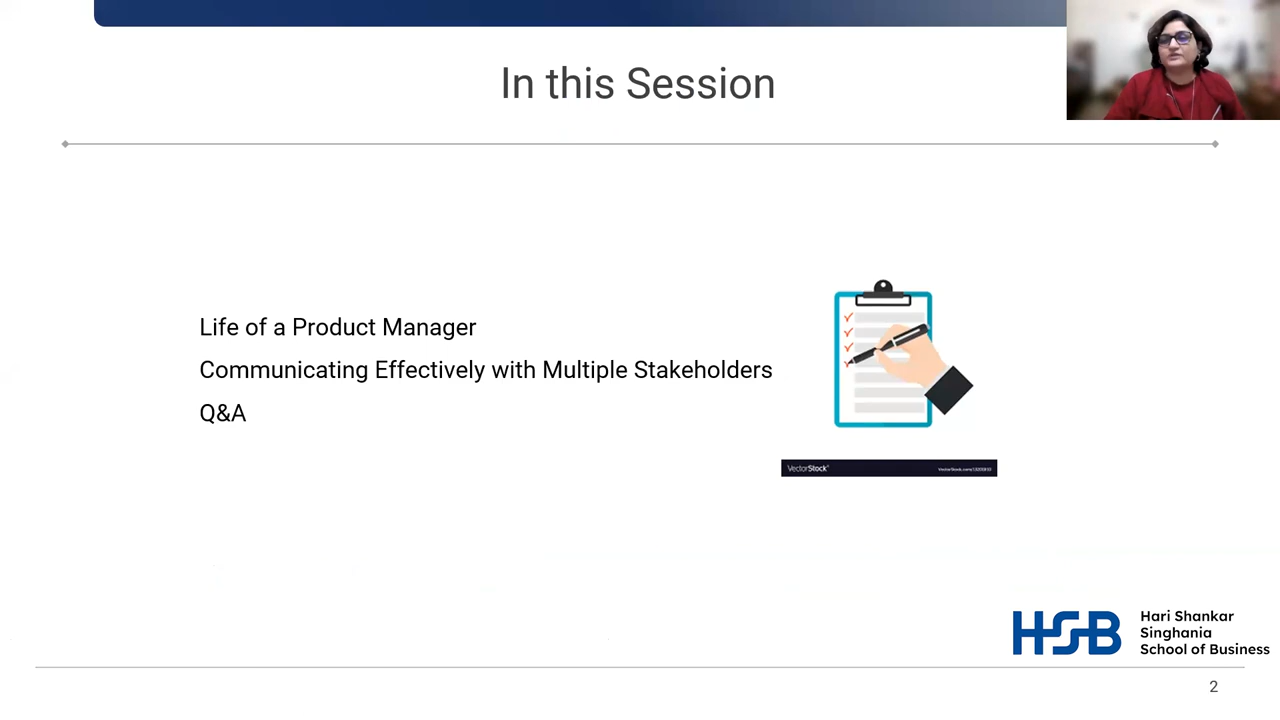 In this Session
Life of a Product Manager
Communicating Effectively with Multiple Stakeholders
Q&A
VectorStock®
HSB
Hari Shankar
Singhania
School of Business
2